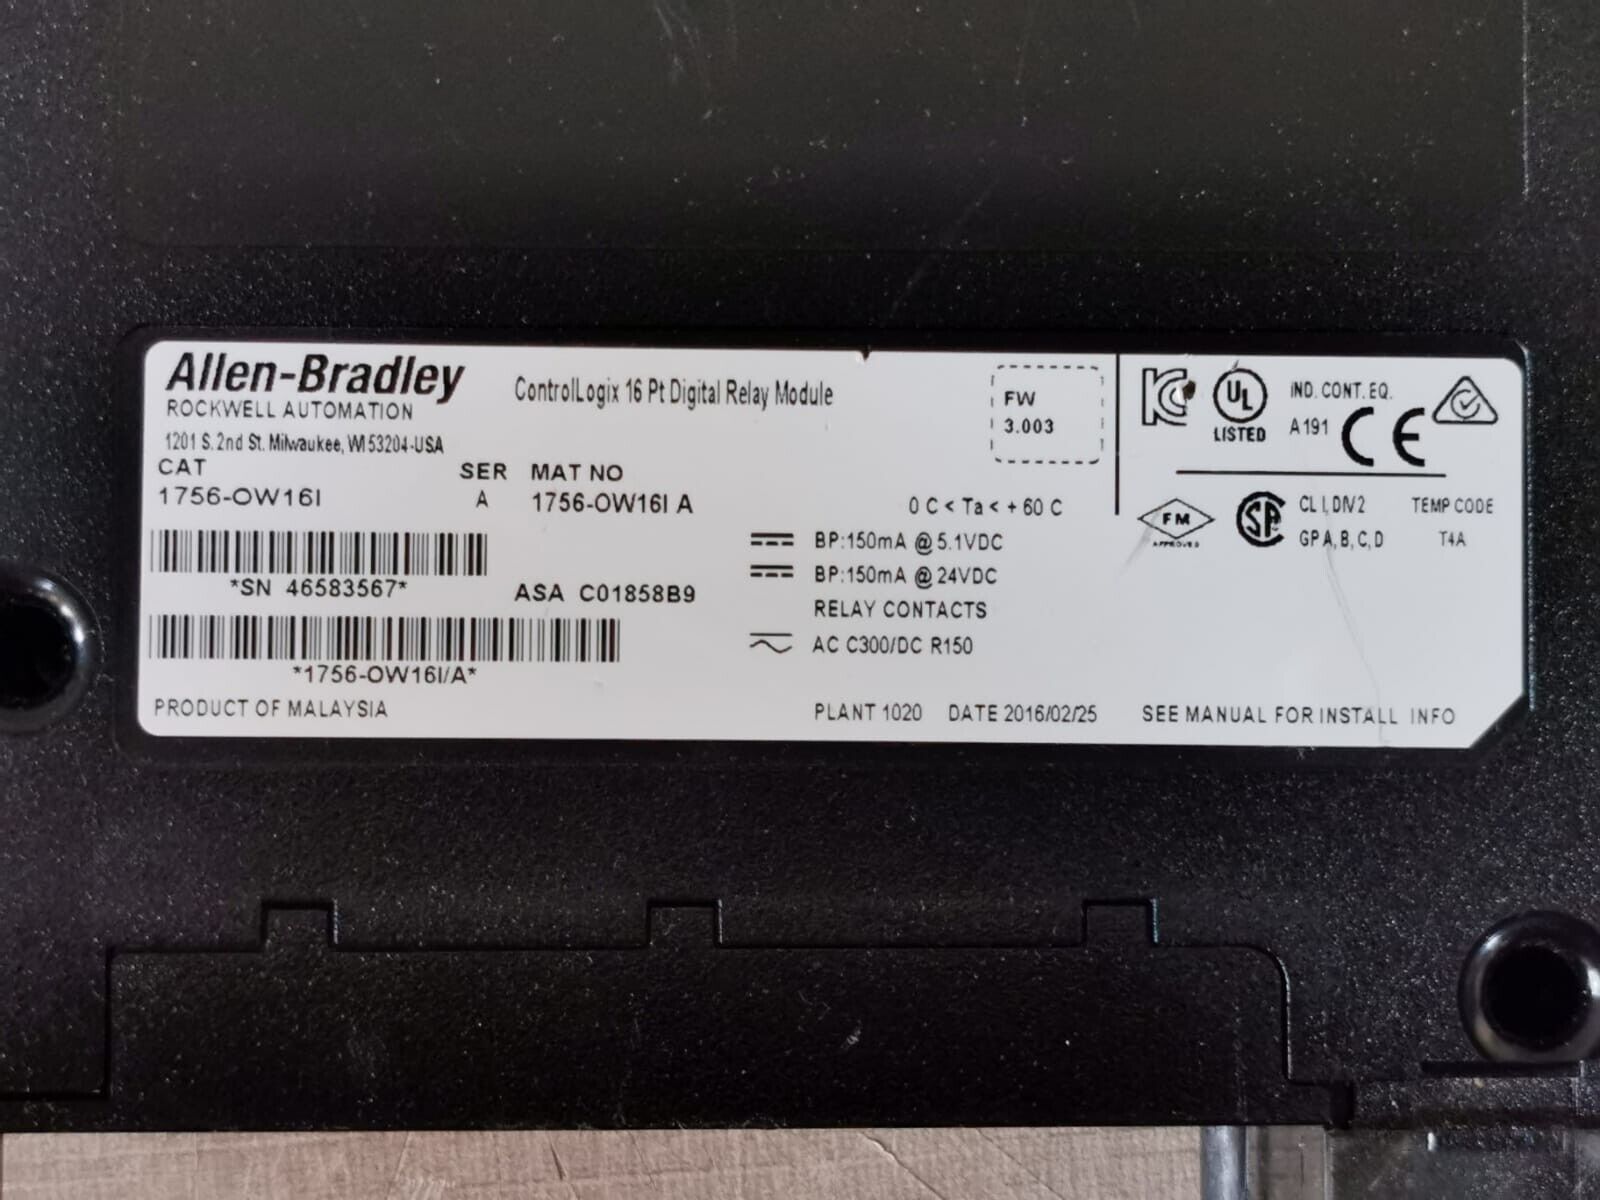 Allen-Bradley
ROCKWELL AUTOMATION
1201 S. 2nd St. Milwaukee, WI 53204-USA
ControlLogix 16 Pt Digital Relay Module
FW
3.003
CAT SER MAT NO
1756-OW16I A 1756-OW16I A
*SN 46583567*
ASA C01858B9
*1756-OW16I/A*
PRODUCT OF MALAYSIA
0 C < Ta < + 60 C
BP:150mA @ 5.1VDC
BP:150mA @ 24VDC
RELAY CONTACTS
AC C300/DC R150
PLANT 1020 DATE 2016/02/25
UL
LISTED
IND. CONT. EQ.
A191
CE
FM
APPROVED
CL I, DIV 2
GP A, B, C, D
TEMP CODE
T4A
SEE MANUAL FOR INSTALL INFO